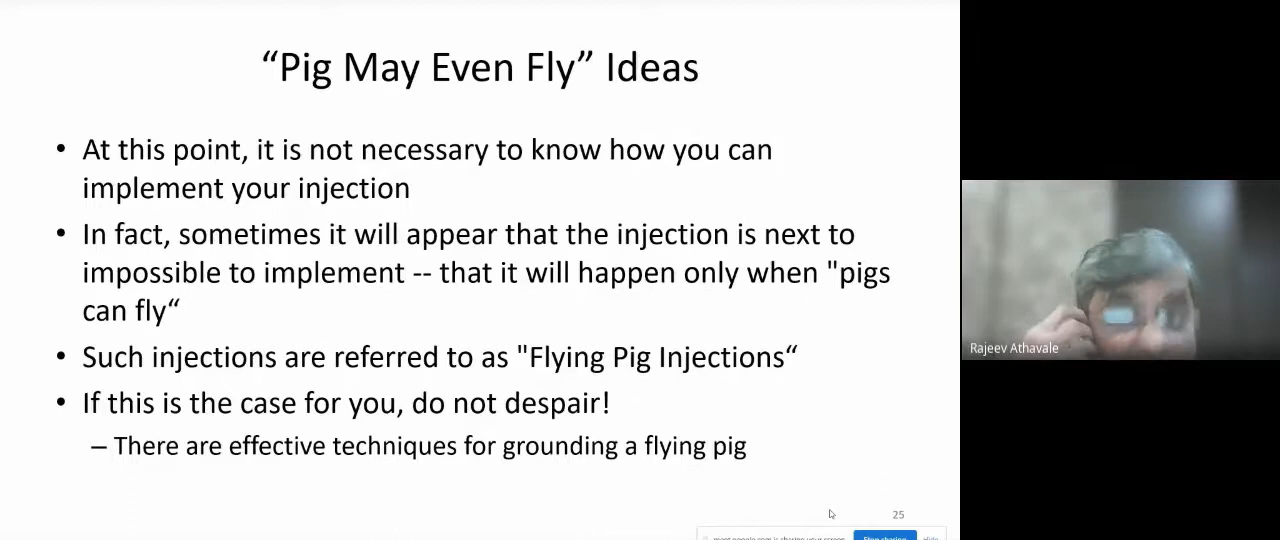 “Pig May Even Fly” Ideas
• At this point, it is not necessary to know how you can
implement your injection
• In fact, sometimes it will appear that the injection is next to
impossible to implement -- that it will happen only when "pigs
can fly“
• Such injections are referred to as "Flying Pig Injections“
• If this is the case for you, do not despair!
– There are effective techniques for grounding a flying pig
25
Rajeev Athavale